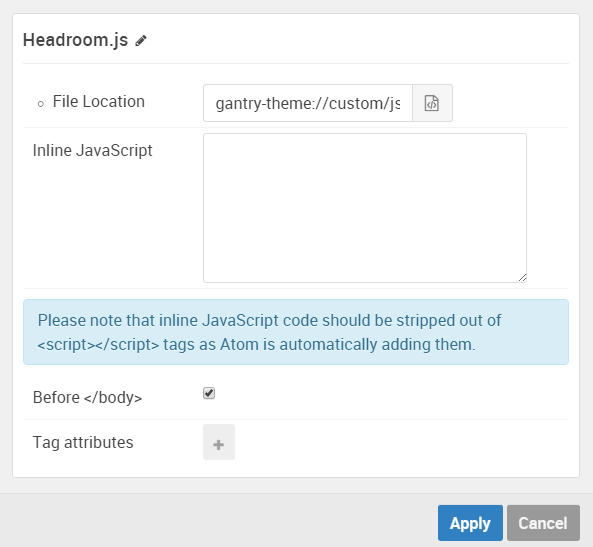 Headroom.js
File Location
gantry-theme://custom/js
Inline JavaScript
Please note that inline JavaScript code should be stripped out of
<script></script> tags as Atom is automatically adding them.
Before </body>
Tag attributes
Apply
Cancel